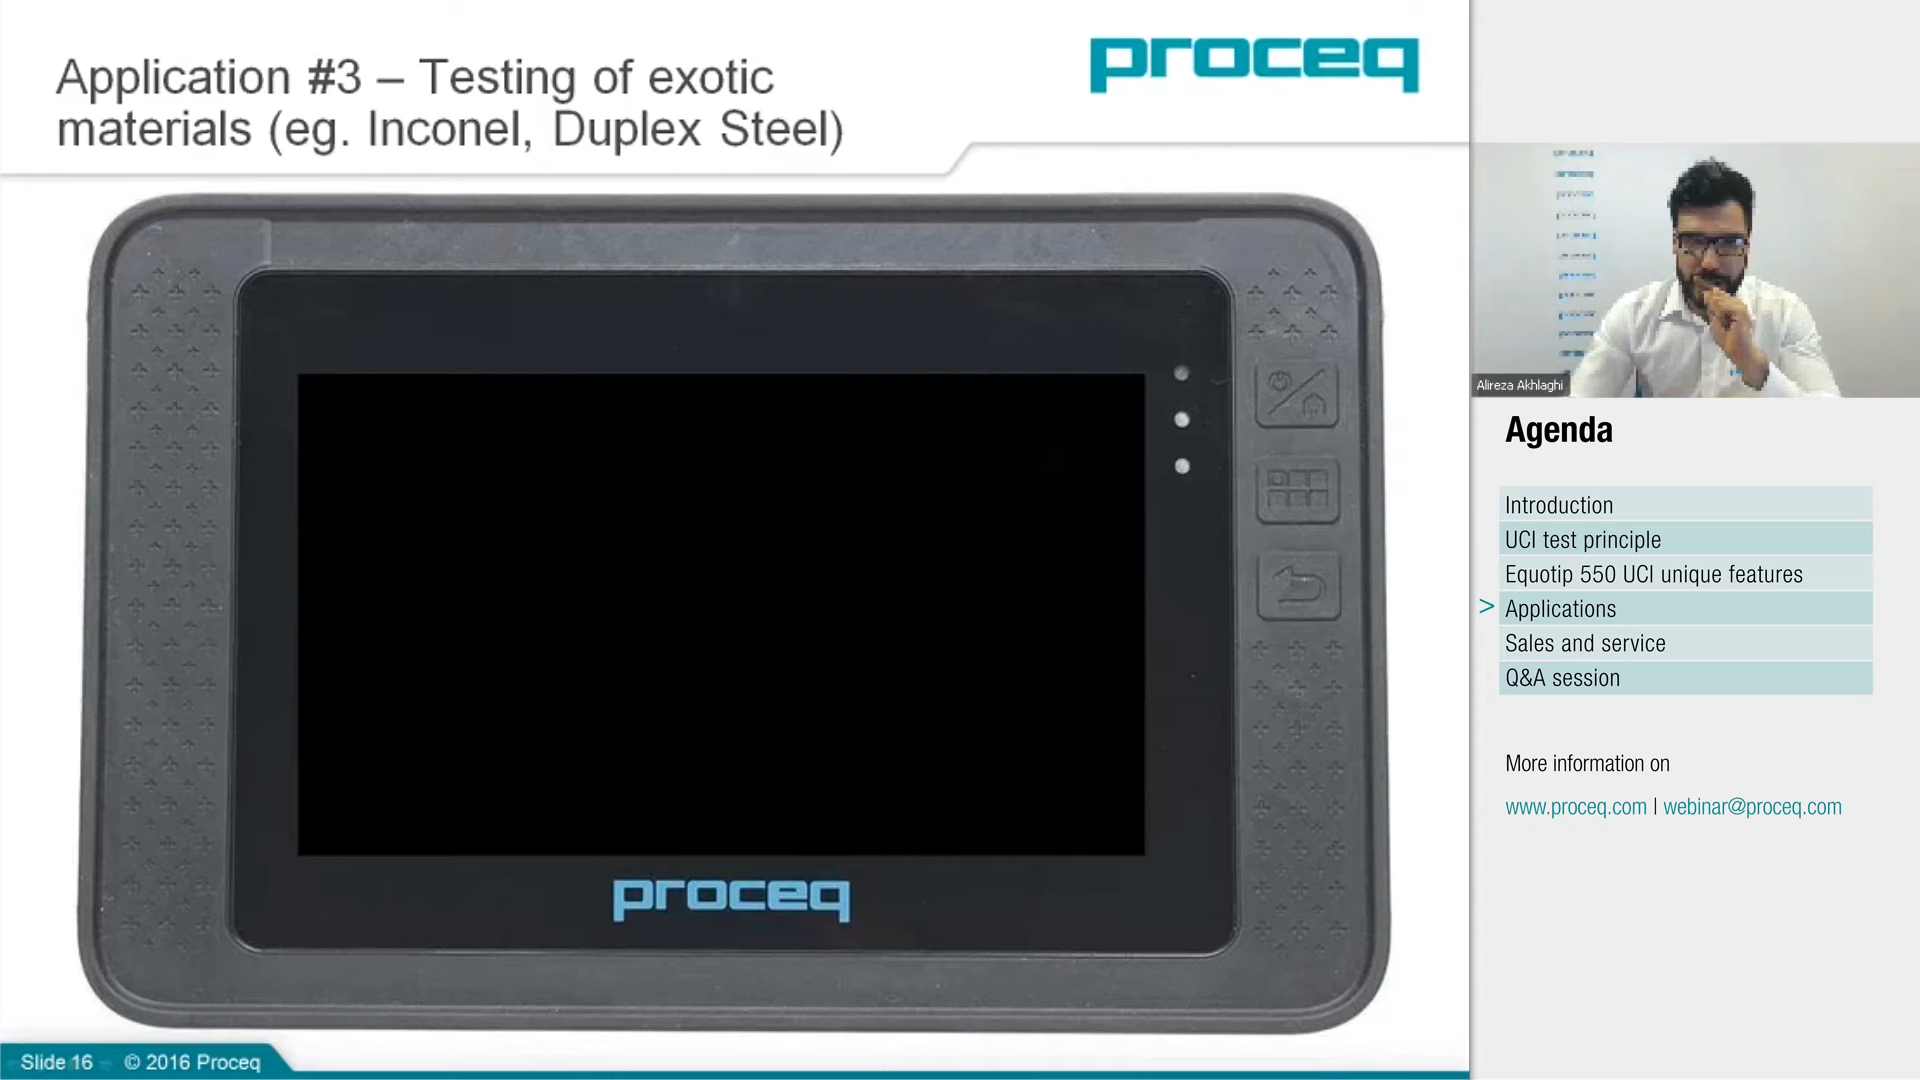 Application #3 – Testing of exotic
materials (eg. Inconel, Duplex Steel)
proceq
proceq
Slide 16 © 2016 Proceq
Alireza Akhlaghi
Agenda
Introduction
UCI test principle
Equotip 550 UCI unique features
> Applications
Sales and service
Q&A session
More information on
www.proceq.com | webinar@proceq.com